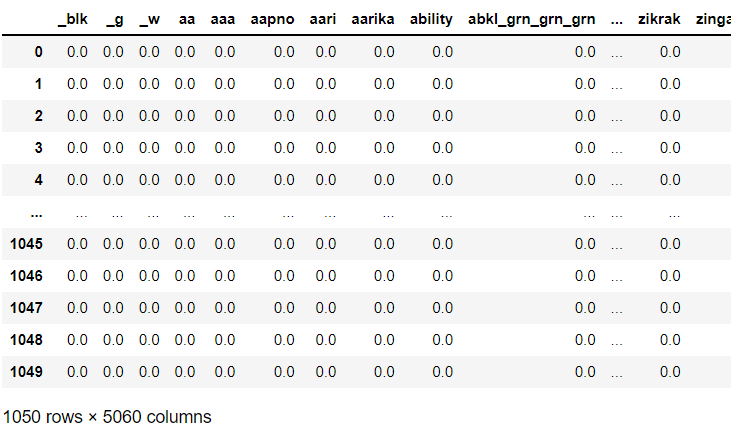 _blk _g _w aa aaa aapno aari aarika ability abkl_grn_grn_grn ... zikrak zinga
0 0.0 0.0 0.0 0.0 0.0 0.0 0.0 0.0 0.0 0.0 ... 0.0
1 0.0 0.0 0.0 0.0 0.0 0.0 0.0 0.0 0.0 0.0 ... 0.0
2 0.0 0.0 0.0 0.0 0.0 0.0 0.0 0.0 0.0 0.0 ... 0.0
3 0.0 0.0 0.0 0.0 0.0 0.0 0.0 0.0 0.0 0.0 ... 0.0
4 0.0 0.0 0.0 0.0 0.0 0.0 0.0 0.0 0.0 0.0 ... 0.0
... ... ... ... ... ... ... ... ... ... ... ... ...
1045 0.0 0.0 0.0 0.0 0.0 0.0 0.0 0.0 0.0 0.0 ... 0.0
1046 0.0 0.0 0.0 0.0 0.0 0.0 0.0 0.0 0.0 0.0 ... 0.0
1047 0.0 0.0 0.0 0.0 0.0 0.0 0.0 0.0 0.0 0.0 ... 0.0
1048 0.0 0.0 0.0 0.0 0.0 0.0 0.0 0.0 0.0 0.0 ... 0.0
1049 0.0 0.0 0.0 0.0 0.0 0.0 0.0 0.0 0.0 0.0 ... 0.0
1050 rows × 5060 columns